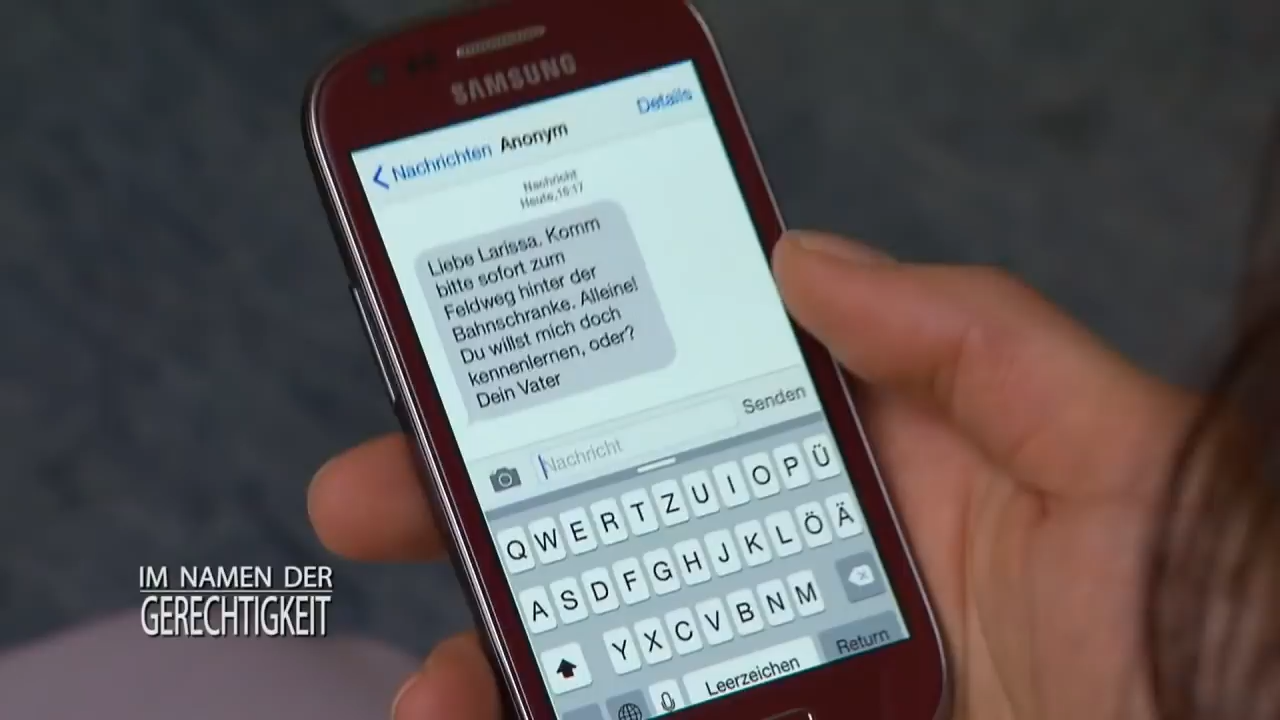 SAMSUNG
Nachrichten Anonym Details
Nachricht
Heute, 16:17
Liebe Larissa. Komm
bitte sofort zum
Feldweg hinter der
Bahnschranke. Alleine!
Du willst mich doch
kennenlernen, oder?
Dein Vater
Nachricht Senden
Q W E R T Z U I O P Ü
A S D F G H J K L Ö Ä
Y X C V B N M
Leerzeichen Return
IM NAMEN DER
GERECHTIGKEIT